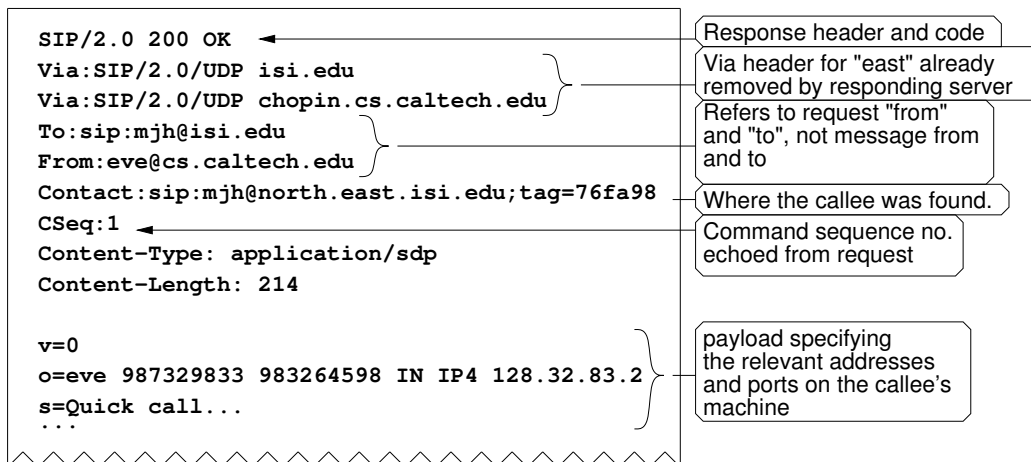 SIP/2.0 200 OK
Via:SIP/2.0/UDP isi.edu
Via:SIP/2.0/UDP chopin.cs.caltech.edu
To:sip:mjh@isi.edu
From:eve@cs.caltech.edu
Contact:sip:mjh@north.east.isi.edu;tag=76fa98
CSeq:1
Content-Type: application/sdp
Content-Length: 214
v=0
o=eve 987329833 983264598 IN IP4 128.32.83.2
s=Quick call...
...
Response header and code
Via header for "east" already
removed by responding server
Refers to request "from"
and "to", not message from
and to
Where the callee was found.
Command sequence no.
echoed from request
payload specifying
the relevant addresses
and ports on the callee's
machine